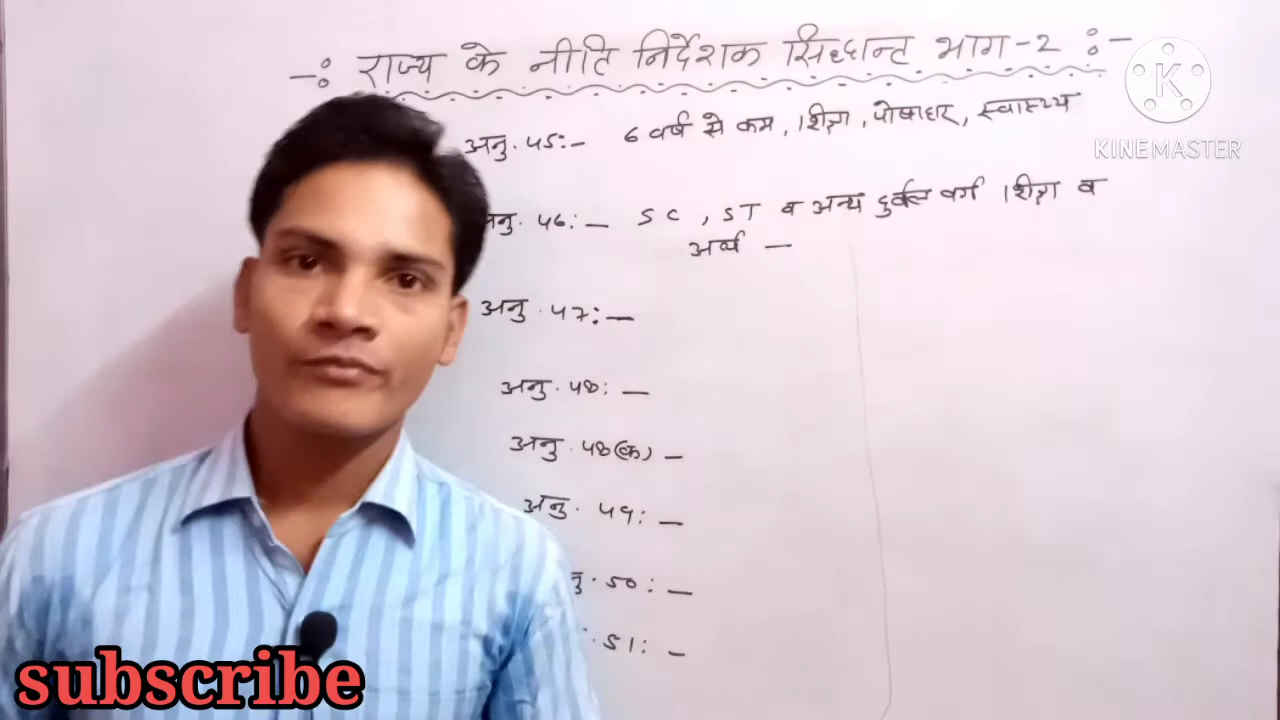 -: राज्य के नीति निर्देशक सिध्दान्ट भाग-2 :-
अनु. 45:- 6 वर्ष से कम, शिक्षा, पोषाहार, स्वास्थ्य
अनु. 46:- SC, ST व अन्य दुर्बल वर्ग शिक्षा व
अर्थ -
अनु. 47:-
अनु. 48:-
अनु. 48(क) -
अनु. 49:-
नु. 50:-
. 51: -
K
KINEMASTER
subscribe